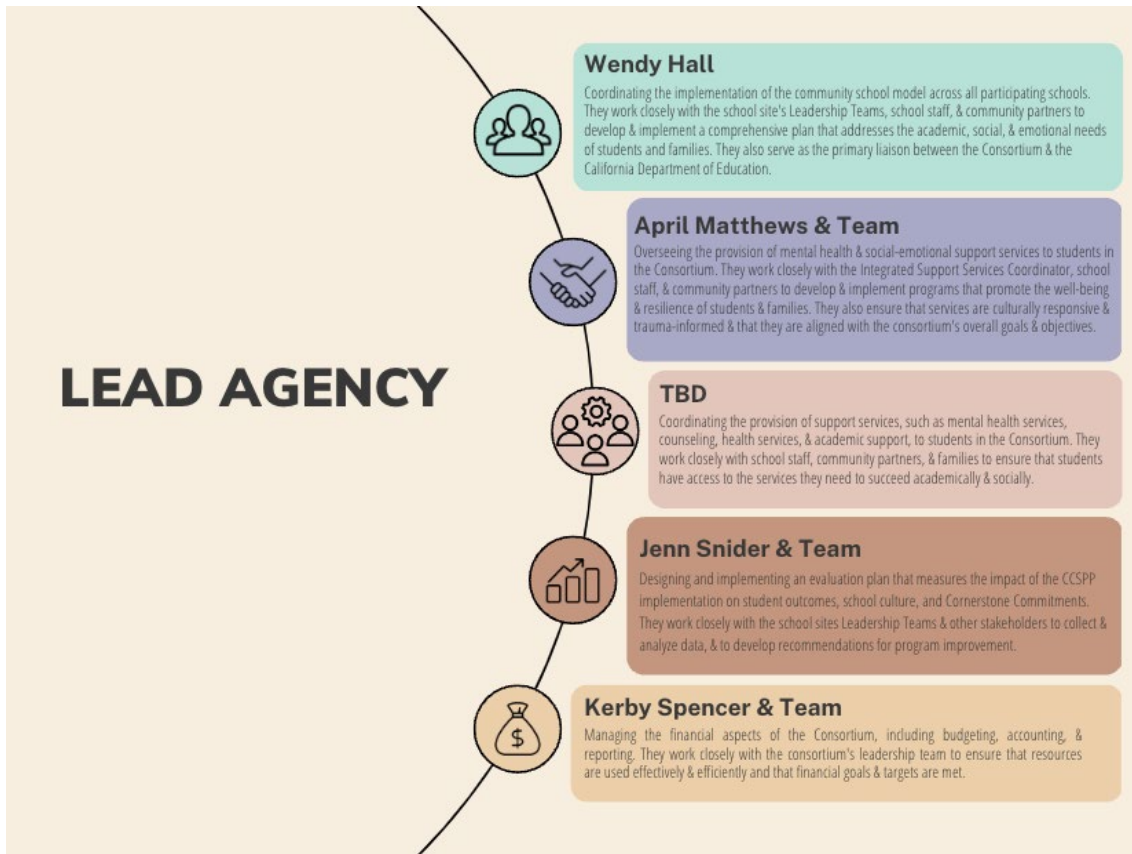 LEAD AGENCY
Wendy Hall
Coordinating the implementation of the community school model across all participating schools.
They work closely with the school site's Leadership Teams, school staff, & community partners to
develop & implement a comprehensive plan that addresses the academic, social, & emotional needs
of students and families. They also serve as the primary liaison between the Consortium & the
California Department of Education.
April Matthews & Team
Overseeing the provision of mental health & social-emotional support services to students in
the Consortium. They work closely with the Integrated Support Services Coordinator, school
staff, & community partners to develop & implement programs that promote the well-being
& resilience of students & families. They also ensure that services are culturally responsive &
trauma-informed & that they are aligned with the consortium's overall goals & objectives.
TBD
Coordinating the provision of support services, such as mental health services,
counseling, health services, & academic support, to students in the Consortium. They
work closely with school staff, community partners, & families to ensure that students
have access to the services they need to succeed academically & socially.
Jenn Snider & Team
Designing and implementing an evaluation plan that measures the impact of the CCSPP
implementation on student outcomes, school culture, and Cornerstone Commitments.
They work closely with the school sites Leadership Teams & other stakeholders to collect &
analyze data, & to develop recommendations for program improvement.
$
Kerby Spencer & Team
Managing the financial aspects of the Consortium, including budgeting, accounting, &
reporting. They work closely with the consortium's leadership team to ensure that resources
are used effectively & efficiently and that financial goals & targets are met.